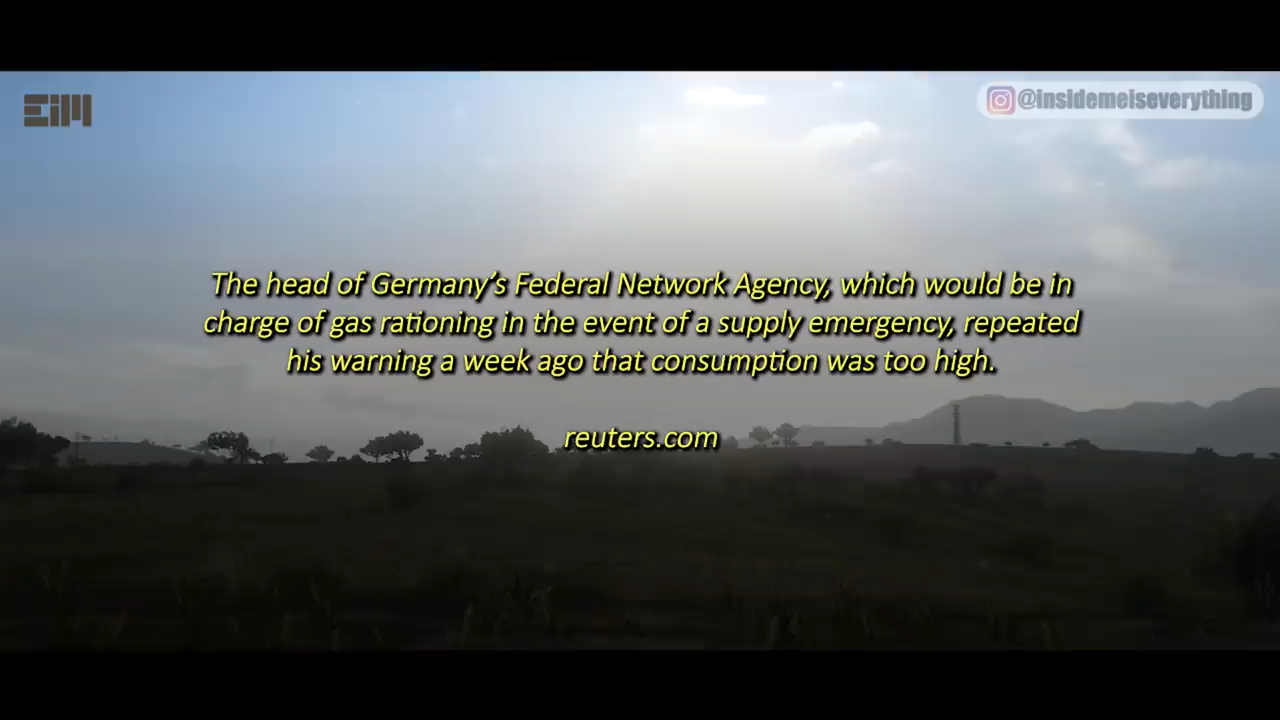 EiM
@insidemeiseverything
The head of Germany’s Federal Network Agency, which would be in
charge of gas rationing in the event of a supply emergency, repeated
his warning a week ago that consumption was too high.
reuters.com